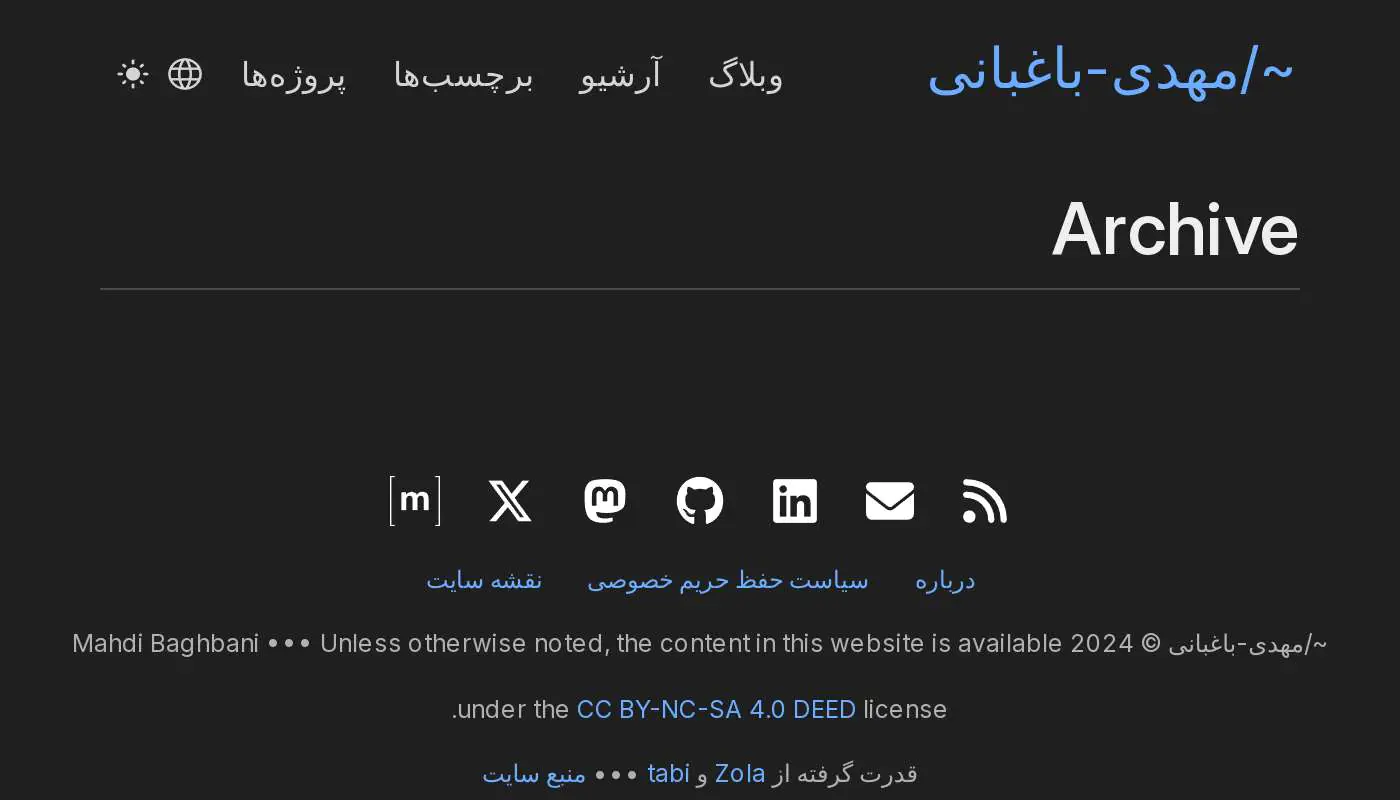 ~/مهدی-باغبانی
وبلاگ آرشیو برچسب‌ها پروژه‌ها
Archive
[m]
درباره سیاست حفظ حریم خصوصی نقشه سایت
~/مهدی-باغبانی © 2024 Mahdi Baghbani ••• Unless otherwise noted, the content in this website is available
under the CC BY-NC-SA 4.0 DEED license.
قدرت گرفته از Zola و tabi ••• منبع سایت